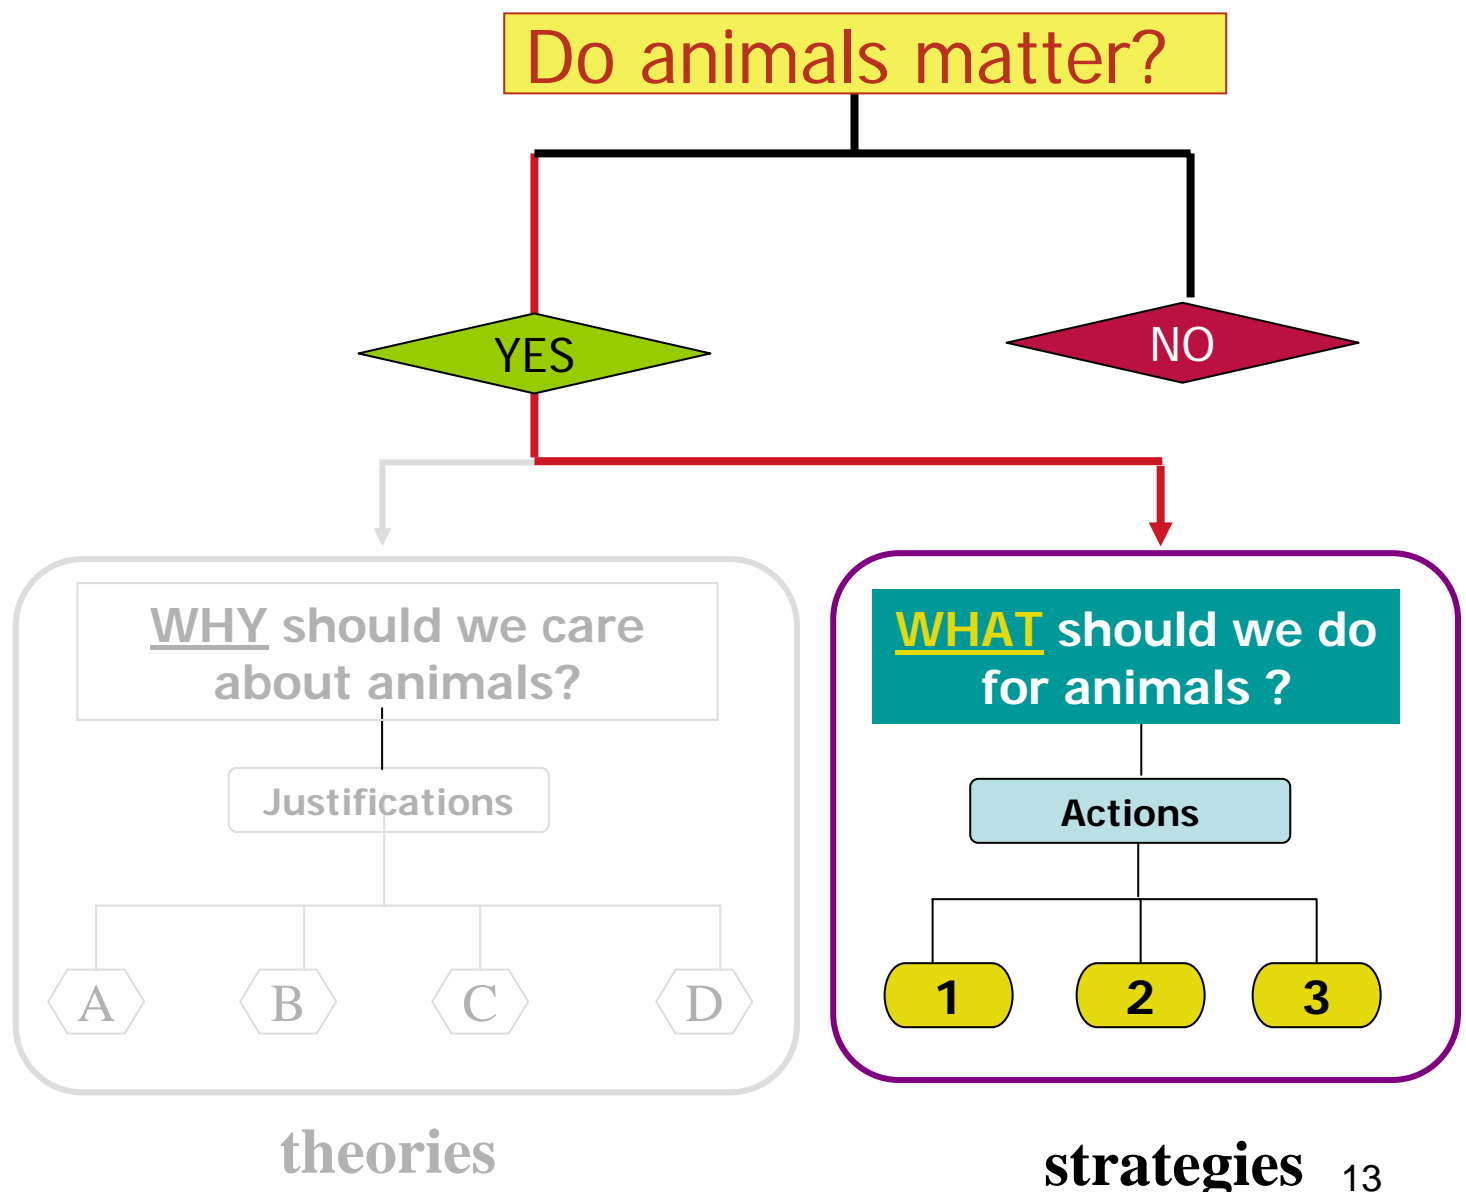 Do animals matter?
YES
NO
WHY should we care
about animals?
Justifications
A
B
C
D
theories
WHAT should we do
for animals ?
Actions
1
2
3
strategies
13